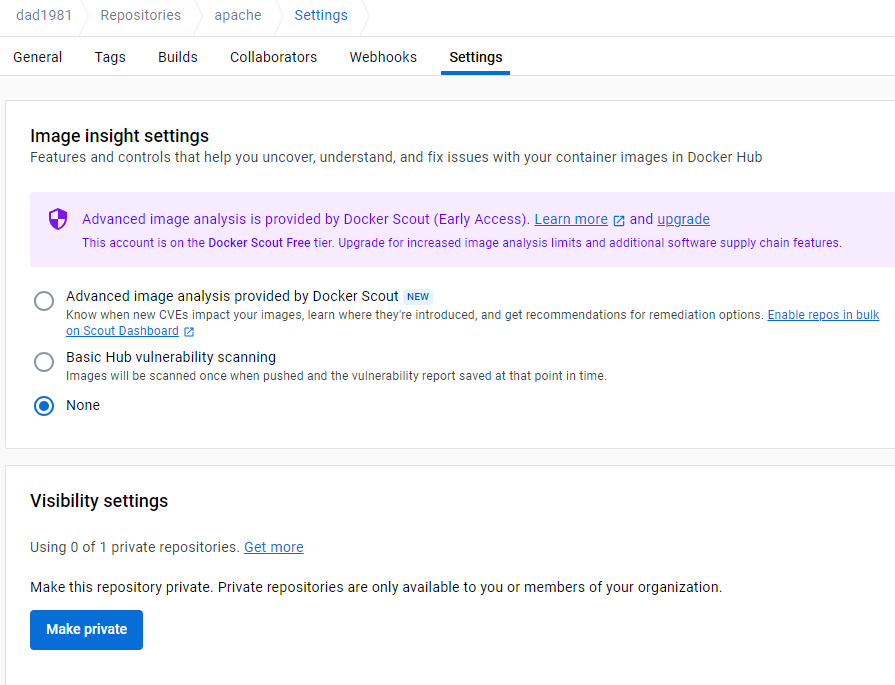 dad1981 Repositories apache Settings
General Tags Builds Collaborators Webhooks Settings
Image insight settings
Features and controls that help you uncover, understand, and fix issues with your container images in Docker Hub
Advanced image analysis is provided by Docker Scout (Early Access). Learn more and upgrade
This account is on the Docker Scout Free tier. Upgrade for increased image analysis limits and additional software supply chain features.
Advanced image analysis provided by Docker Scout NEW
Know when new CVEs impact your images, learn where they're introduced, and get recommendations for remediation options. Enable repos in bulk
on Scout Dashboard
Basic Hub vulnerability scanning
Images will be scanned once when pushed and the vulnerability report saved at that point in time.
None
Visibility settings
Using 0 of 1 private repositories. Get more
Make this repository private. Private repositories are only available to you or members of your organization.
Make private